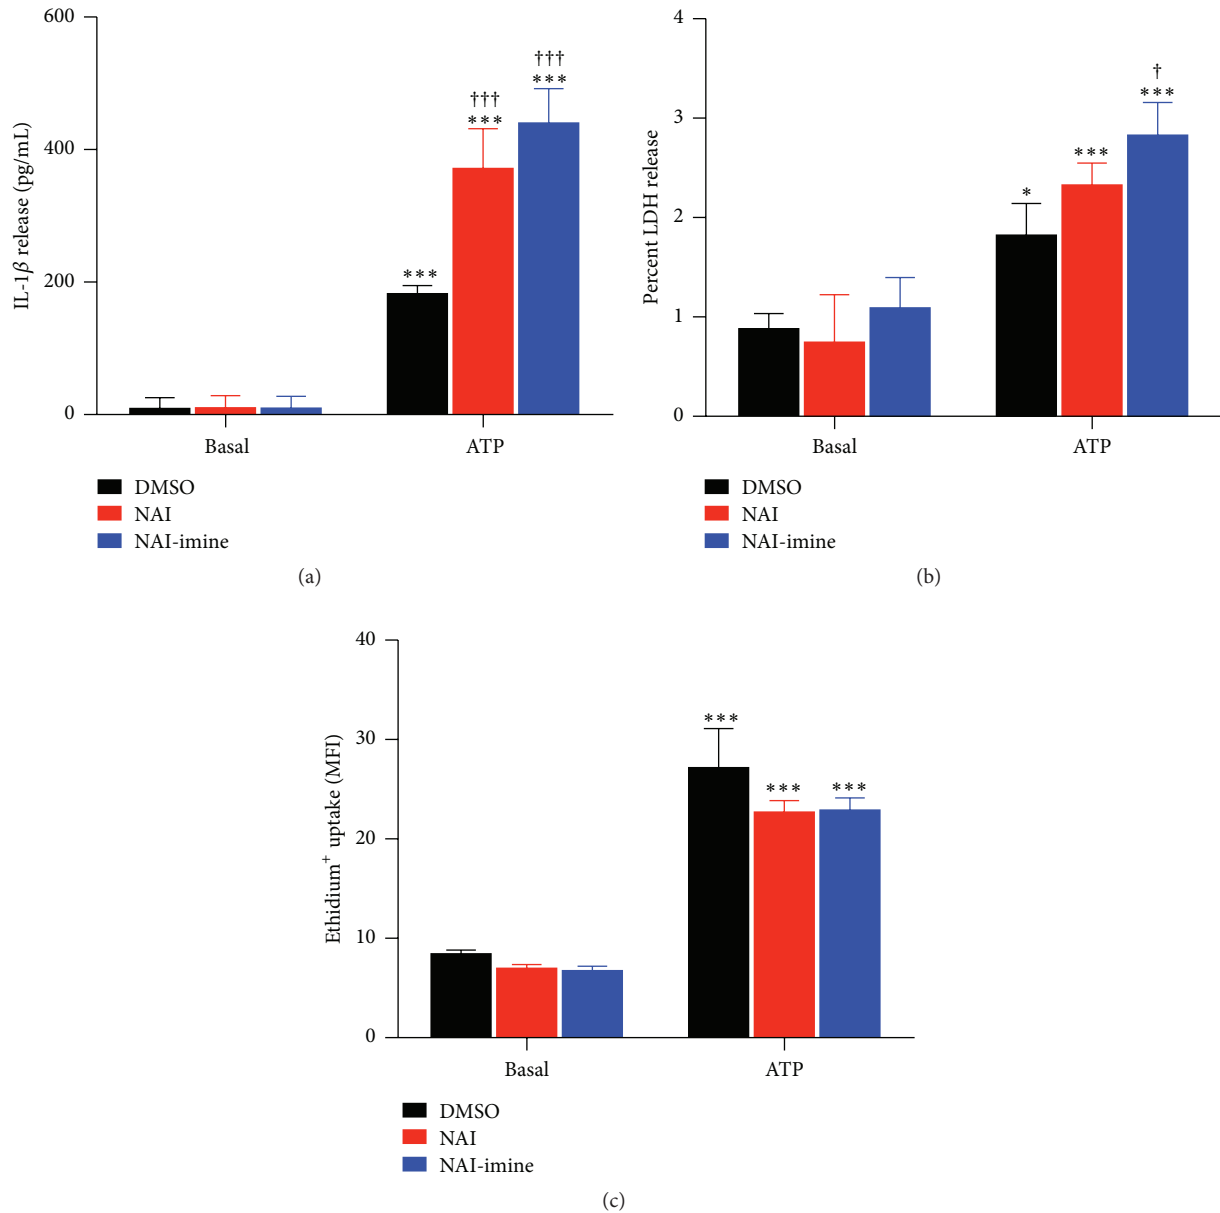 IL-1β release (pg/mL)
600
400
200
0
***
†††
***
†††
***
Basal
ATP
DMSO
NAI
NAI-imine
(a)
Percent LDH release
4
3
2
1
0
*
***
†
***
Basal
ATP
DMSO
NAI
NAI-imine
(b)
Ethidium⁺ uptake (MFI)
40
30
20
10
0
***
***
***
Basal
ATP
DMSO
NAI
NAI-imine
(c)